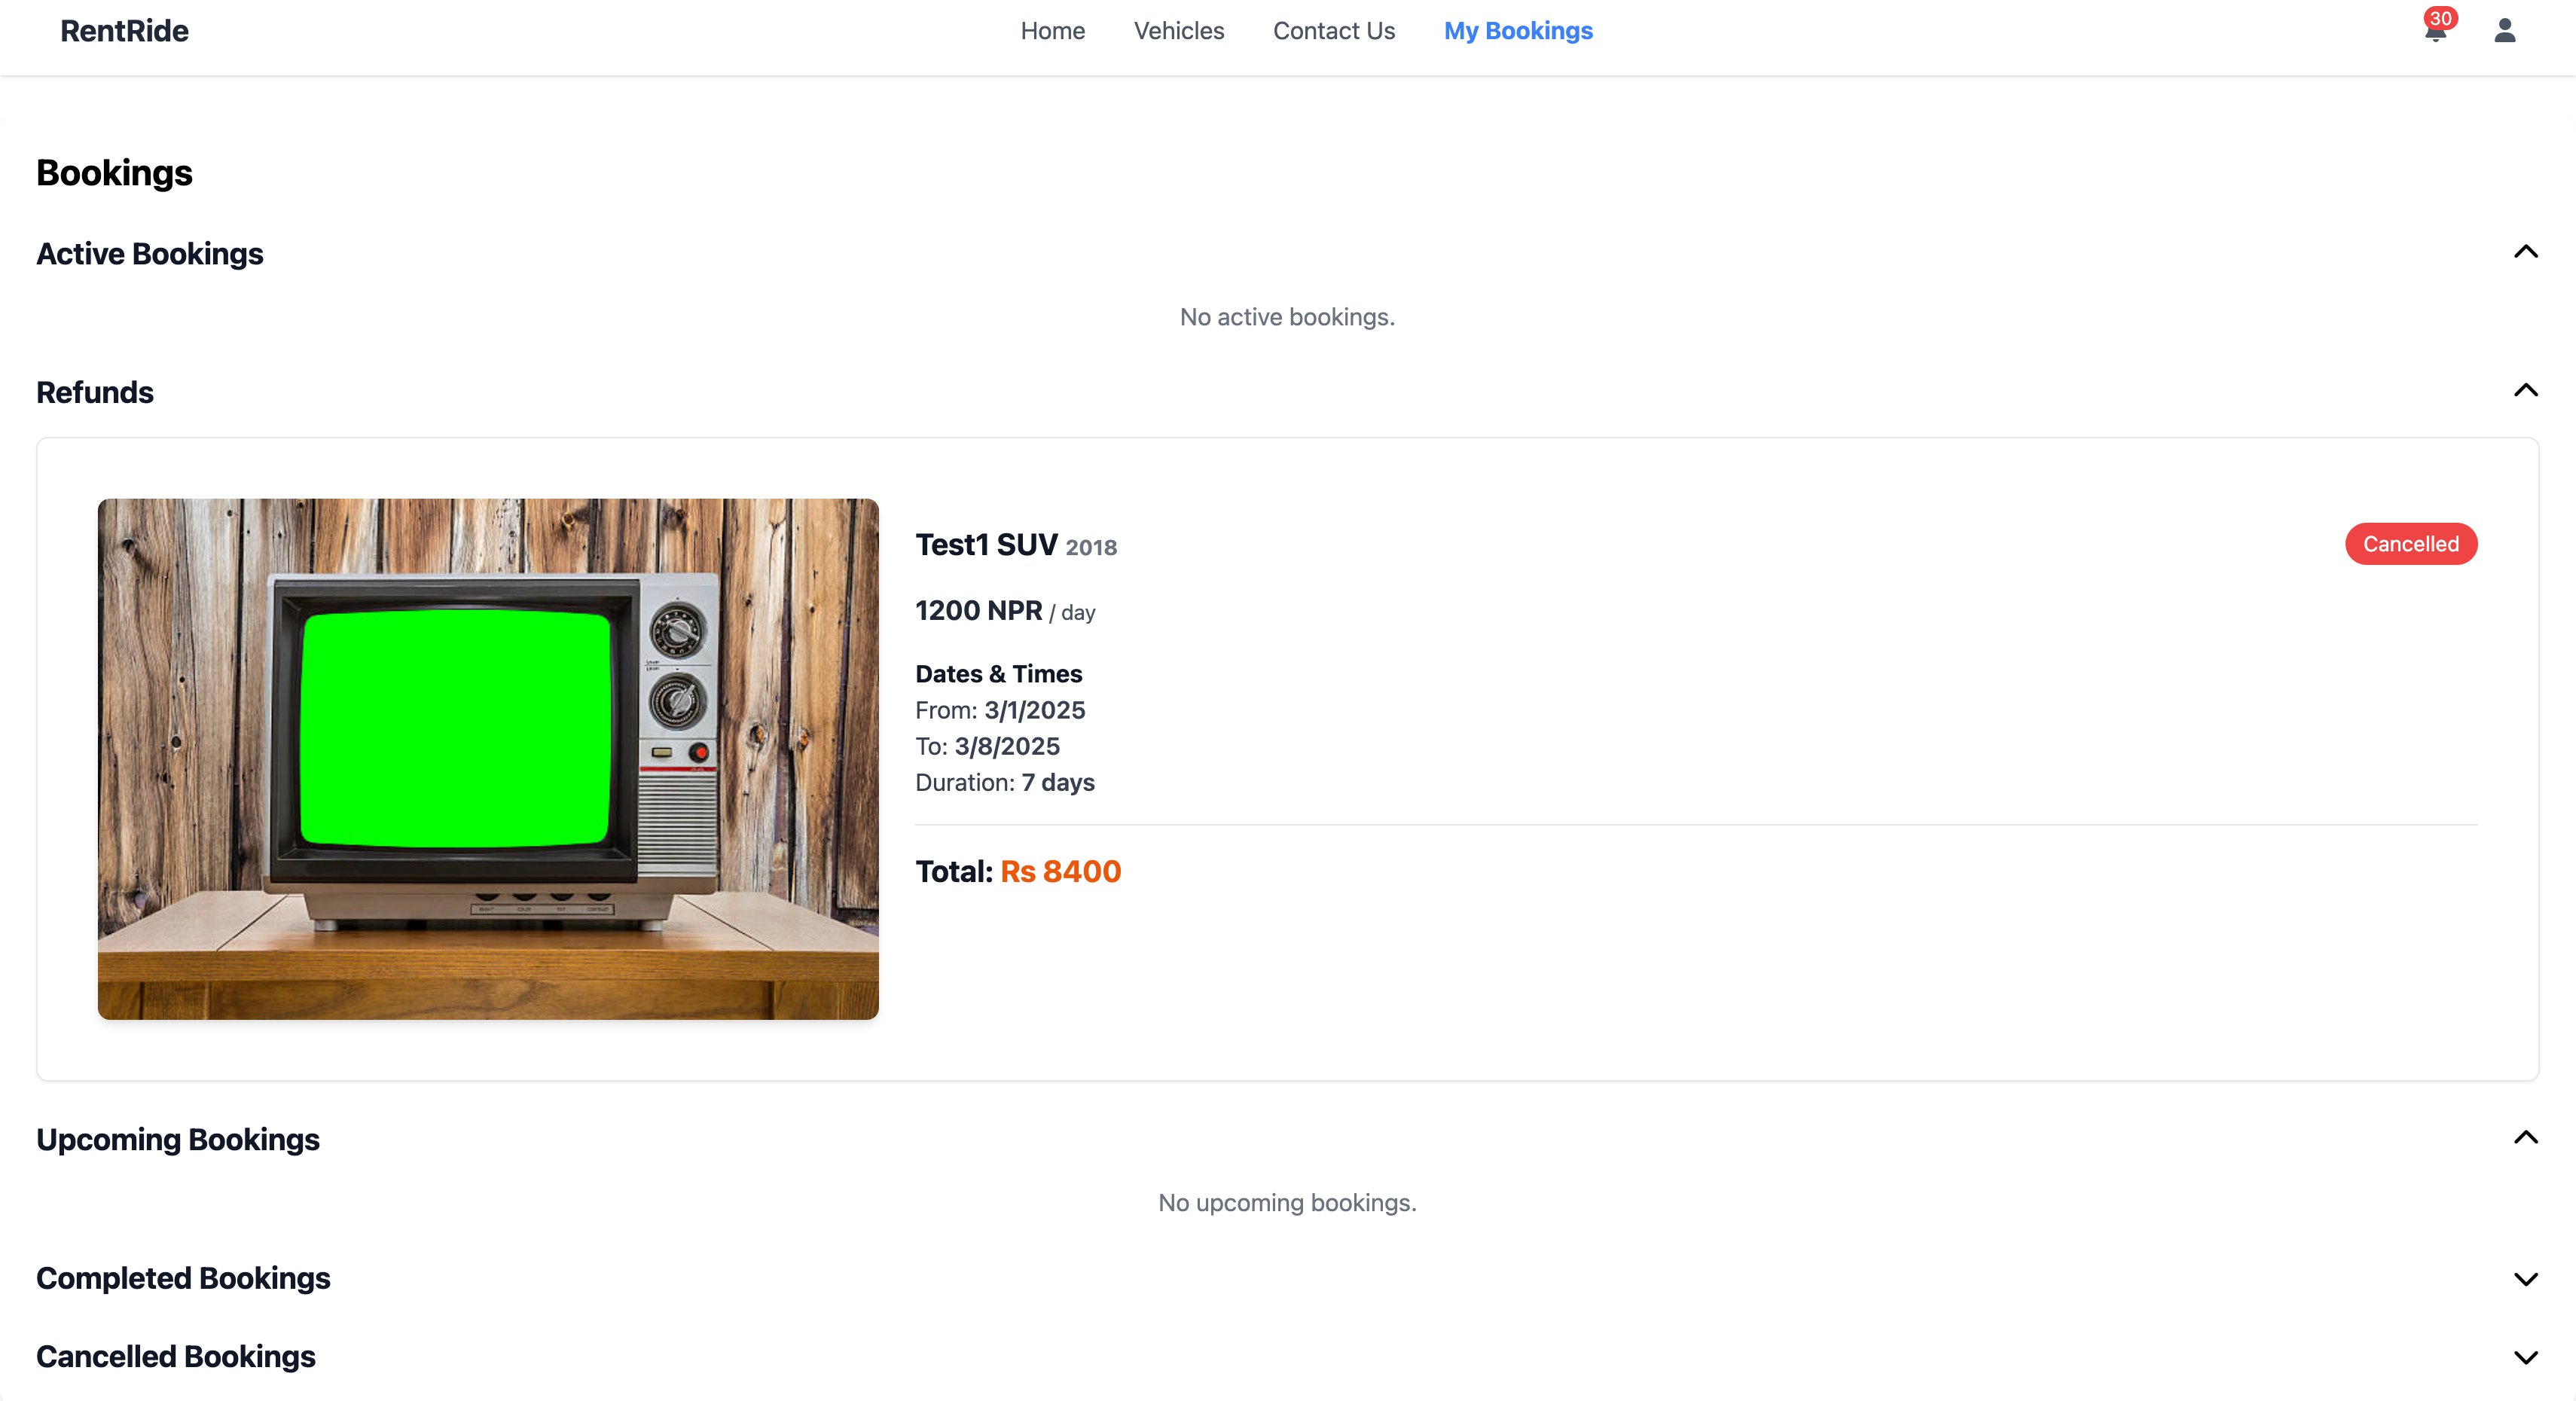 RentRide
Home
Vehicles
Contact Us
My Bookings
30
Bookings
Active Bookings
No active bookings.
Refunds
Test1 SUV 2018
Cancelled
1200 NPR / day
Dates & Times
From: 3/1/2025
To: 3/8/2025
Duration: 7 days
Total: Rs 8400
Upcoming Bookings
No upcoming bookings.
Completed Bookings
Cancelled Bookings